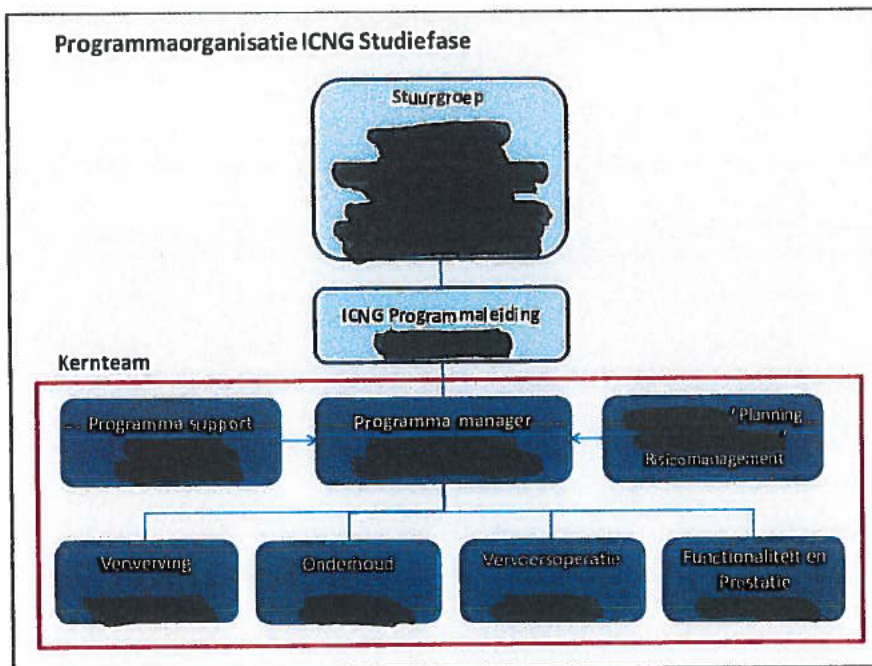 Programmaorganisatie ICNG Studiefase
Stuurgroep
ICNG Programmaleiding
Kernteam
Programma support
Programma manager
/ Planning
Risicomanagement
Verwerving
Onderhoud
Vervoersoperatie
Functionaliteit en
Prestatie